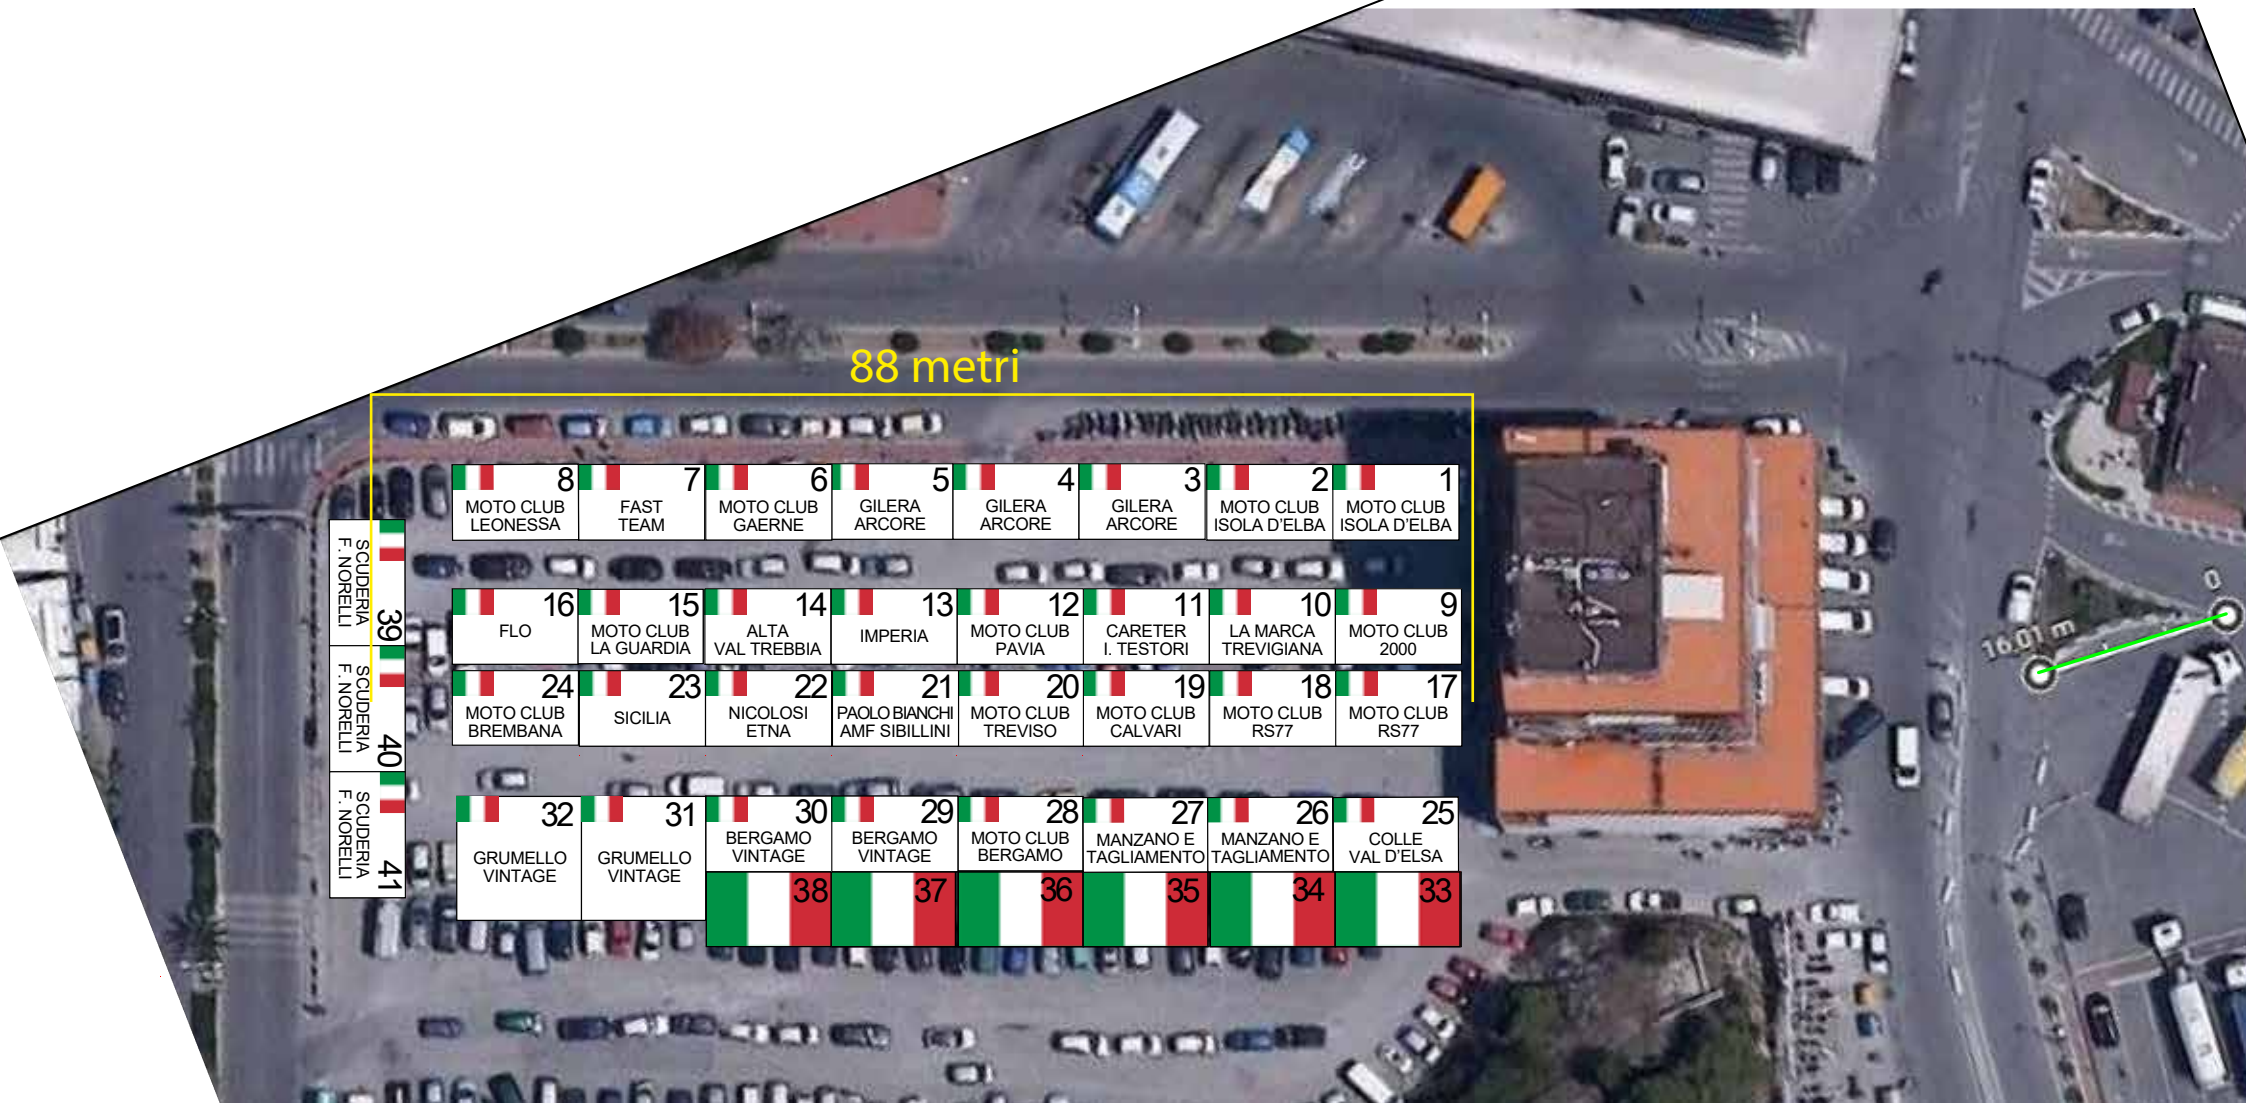 88 metri
8
MOTO CLUB
LEONESSA
7
FAST
TEAM
6
MOTO CLUB
GAERNE
5
GILERA
ARCORE
4
GILERA
ARCORE
3
GILERA
ARCORE
2
MOTO CLUB
ISOLA D'ELBA
1
MOTO CLUB
ISOLA D'ELBA
16
FLO
15
MOTO CLUB
LA GUARDIA
14
ALTA
VAL TREBBIA
13
IMPERIA
12
MOTO CLUB
PAVIA
11
CARETER
I. TESTORI
10
LA MARCA
TREVIGIANA
9
MOTO CLUB
2000
24
MOTO CLUB
BREMBANA
23
SICILIA
22
NICOLOSI
ETNA
21
PAOLO BIANCHI
AMF SIBILLINI
20
MOTO CLUB
TREVISO
19
MOTO CLUB
CALVARI
18
MOTO CLUB
RS77
17
MOTO CLUB
RS77
32
GRUMELLO
VINTAGE
31
GRUMELLO
VINTAGE
30
BERGAMO
VINTAGE
29
BERGAMO
VINTAGE
28
MOTO CLUB
BERGAMO
27
MANZANO E
TAGLIAMENTO
26
MANZANO E
TAGLIAMENTO
25
COLLE
VAL D'ELSA
38
37
36
35
34
33
39
SCUDERIA
F. NORELLI
40
SCUDERIA
F. NORELLI
41
SCUDERIA
F. NORELLI
0
16.01 m